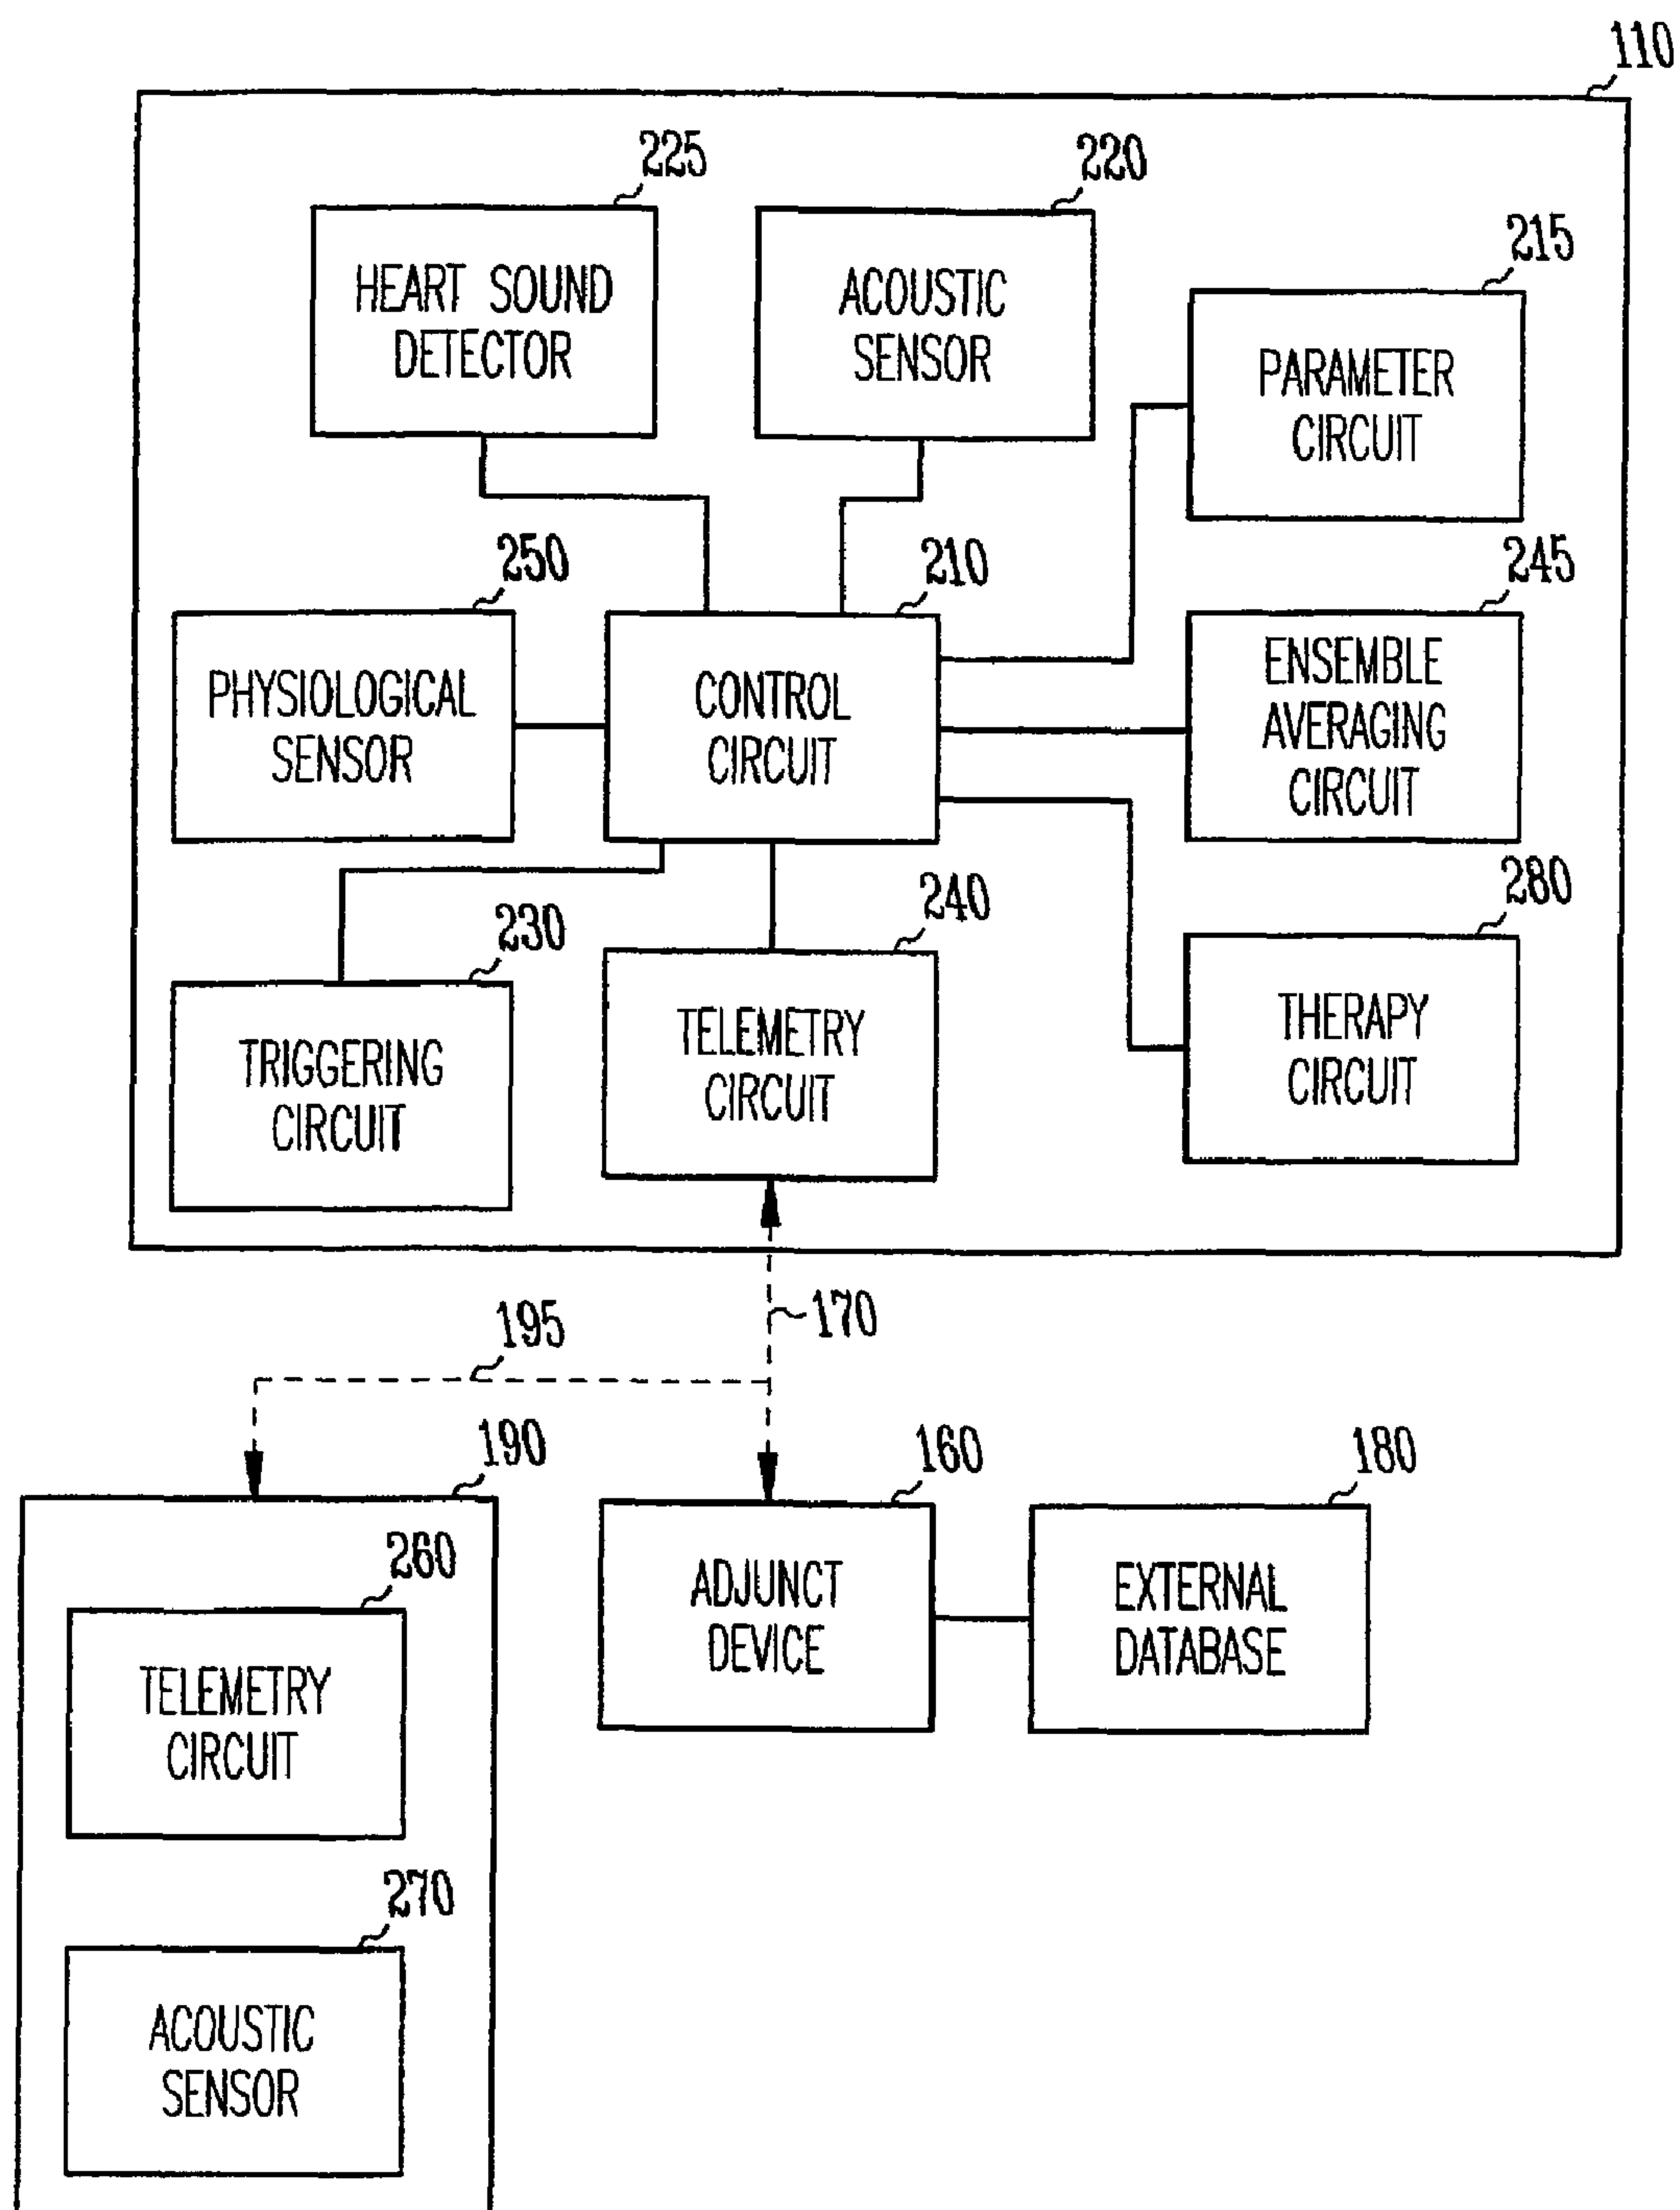 110
225
HEART SOUND
DETECTOR
220
ACOUSTIC
SENSOR
215
PARAMETER
CIRCUIT
250
PHYSIOLOGICAL
SENSOR
210
CONTROL
CIRCUIT
245
ENSEMBLE
AVERAGING
CIRCUIT
230
TRIGGERING
CIRCUIT
240
TELEMETRY
CIRCUIT
280
THERAPY
CIRCUIT
170
195
190
260
TELEMETRY
CIRCUIT
270
ACOUSTIC
SENSOR
160
ADJUNCT
DEVICE
180
EXTERNAL
DATABASE